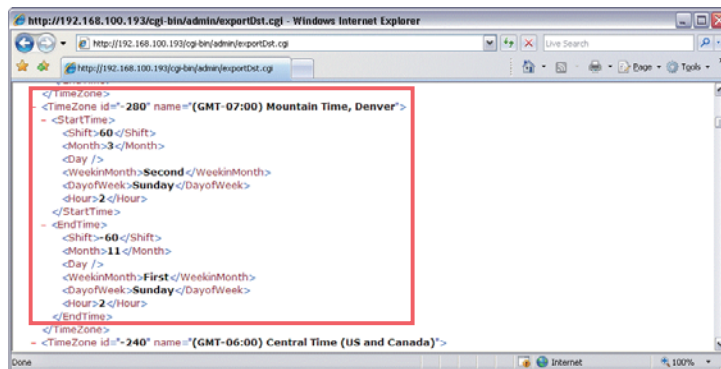 http://192.168.100.193/cgi-bin/admin/exportDst.cgi - Windows Internet Explorer
http://192.168.100.193/cgi-bin/admin/exportDst.cgi
Live Search
http://192.168.100.193/cgi-bin/admin/exportDst.cgi
Page
Tools
</TimeZone>
- <TimeZone id="-280" name="(GMT-07:00) Mountain Time, Denver">
- <StartTime>
<Shift>60</Shift>
<Month>3</Month>
<Day />
<WeekinMonth>Second</WeekinMonth>
<DayofWeek>Sunday</DayofWeek>
<Hour>2</Hour>
</StartTime>
- <EndTime>
<Shift>-60</Shift>
<Month>11</Month>
<Day />
<WeekinMonth>First</WeekinMonth>
<DayofWeek>Sunday</DayofWeek>
<Hour>2</Hour>
</EndTime>
</TimeZone>
- <TimeZone id="-240" name="(GMT-06:00) Central Time (US and Canada)">
Done
Internet
100%